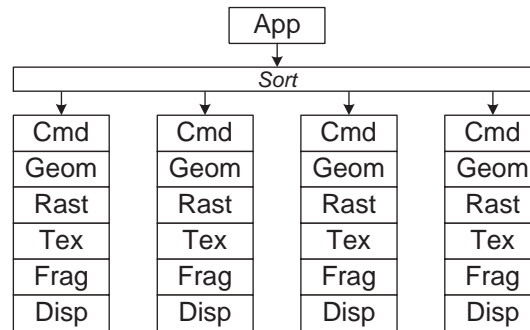 App
Sort
Cmd Cmd Cmd Cmd
Geom Geom Geom Geom
Rast Rast Rast Rast
Tex Tex Tex Tex
Frag Frag Frag Frag
Disp Disp Disp Disp